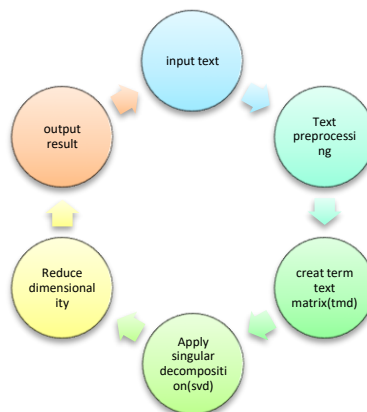 input text
Text
preprocessi
ng
creat term
text
matrix(tmd)
Apply
singular
decompositi
on(svd)
Reduce
dimensional
ity
output
result